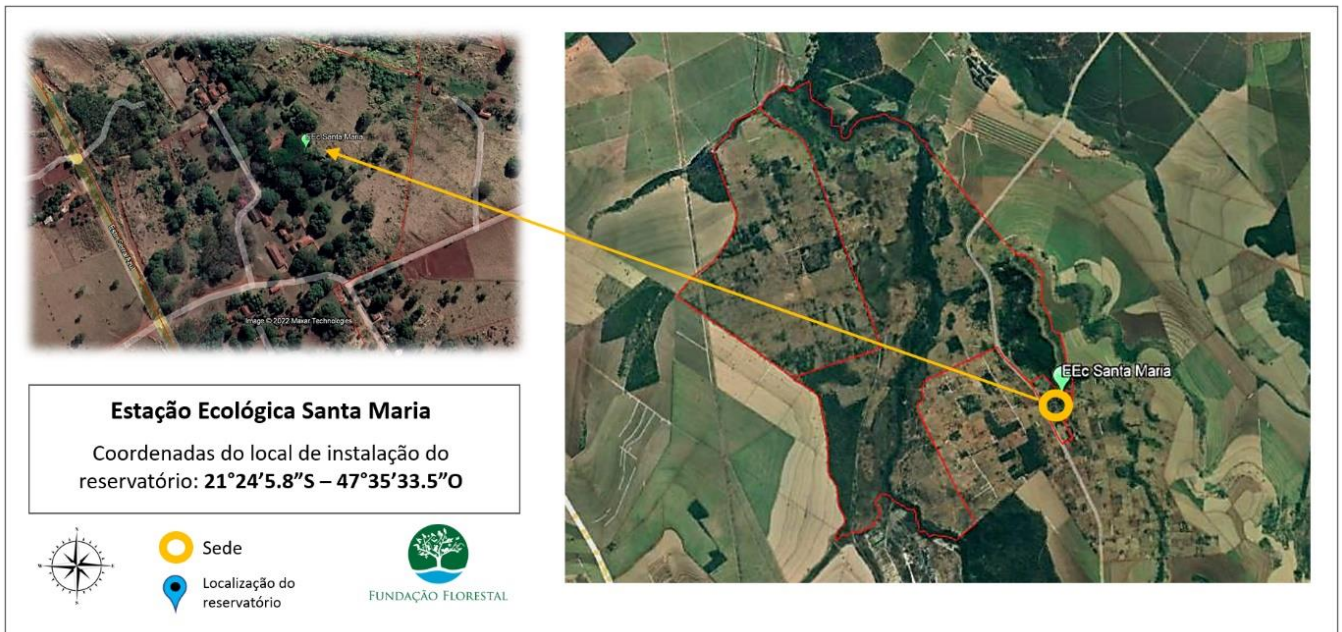 EEc Santa Maria
Image © 2022 Maxar Technologies
EEc Santa Maria
Estação Ecológica Santa Maria
Coordenadas do local de instalação do
reservatório: 21°24’5.8”S – 47°35’33.5”O
Sede
Localização do
reservatório
FUNDAÇÃO FLORESTAL